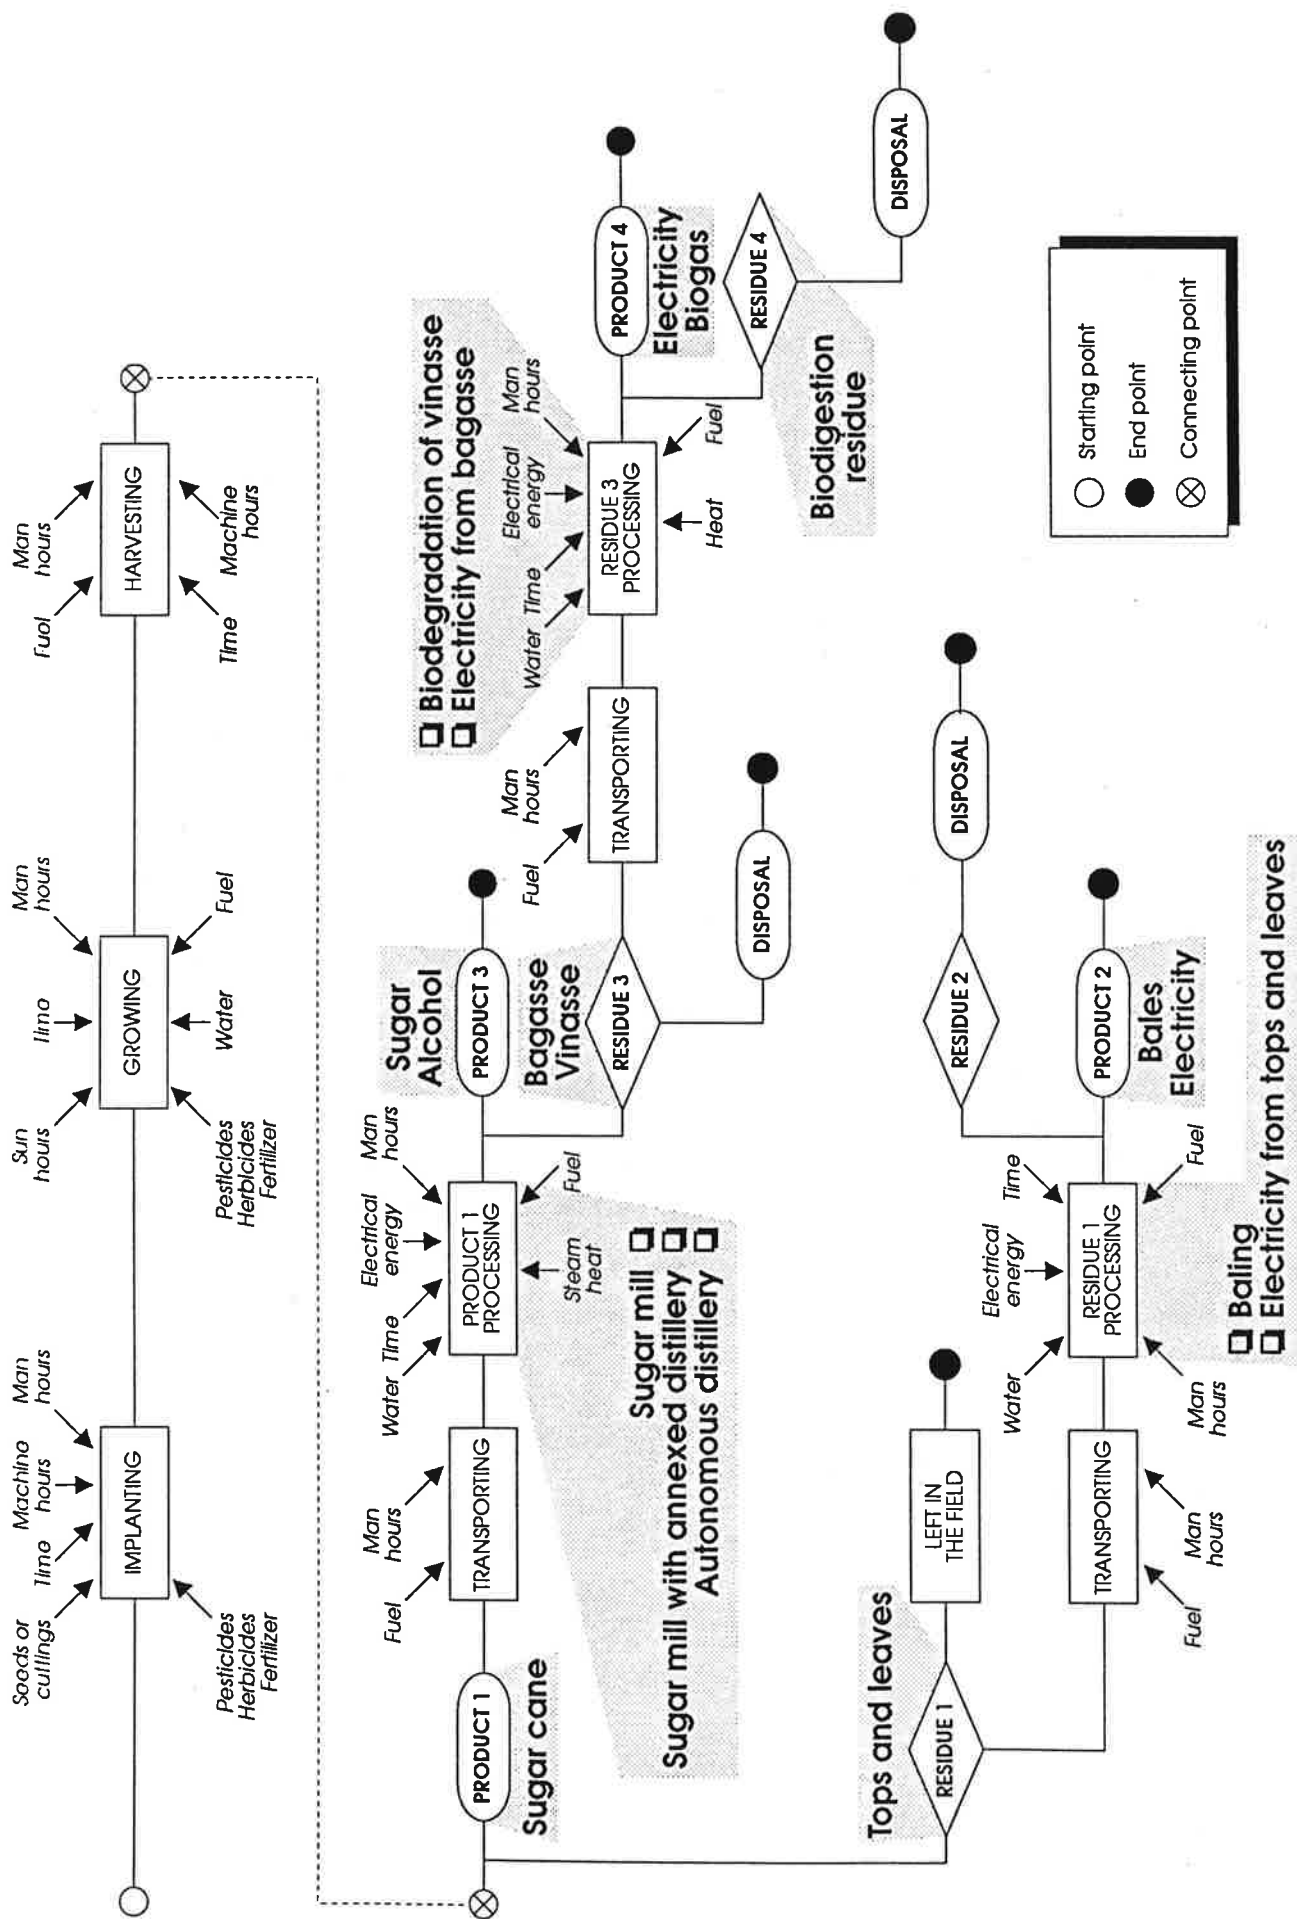 Seeds or
cuttings
Time
Machine
hours
Man
hours
IMPLANTING
Pesticides
Herbicides
Fertilizer
Sun
hours
Time
Man
hours
GROWING
Pesticides
Herbicides
Fertilizer
Water
Fuel
Fuel
Man
hours
HARVESTING
Time
Machine
hours
PRODUCT 1
Sugar cane
Fuel
Man
hours
TRANSPORTING
Water
Time
Electrical
energy
Man
hours
PRODUCT 1
PROCESSING
Steam
heat
Fuel
Sugar mill
Sugar mill with annexed distillery
Autonomous distillery
Sugar
Alcohol
PRODUCT 3
Bagasse
Vinasse
RESIDUE 3
DISPOSAL
Fuel
Man
hours
TRANSPORTING
Biodegradation of vinasse
Electricity from bagasse
Water
Time
Electrical
energy
Man
hours
RESIDUE 3
PROCESSING
Heat
Fuel
PRODUCT 4
Electricity
Biogas
RESIDUE 4
Biodigestion
residue
DISPOSAL
Tops and leaves
RESIDUE 1
LEFT IN
THE FIELD
TRANSPORTING
Fuel
Man
hours
Water
Electrical
energy
Time
RESIDUE 1
PROCESSING
Man
hours
Fuel
Baling
Electricity from tops and leaves
RESIDUE 2
DISPOSAL
PRODUCT 2
Bales
Electricity
Starting point
End point
Connecting point